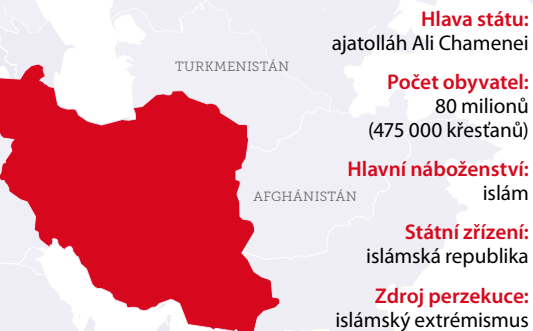 Hlava státu:
ajatolláh Ali Chamenei
TURKMENISTÁN
Počet obyvatel:
80 milionů
(475 000 křesťanů)
Hlavní náboženství:
AFGHÁNISTÁN
islám
Státní zřízení:
islámská republika
Zdroj perzekuce:
islámský extrémismus